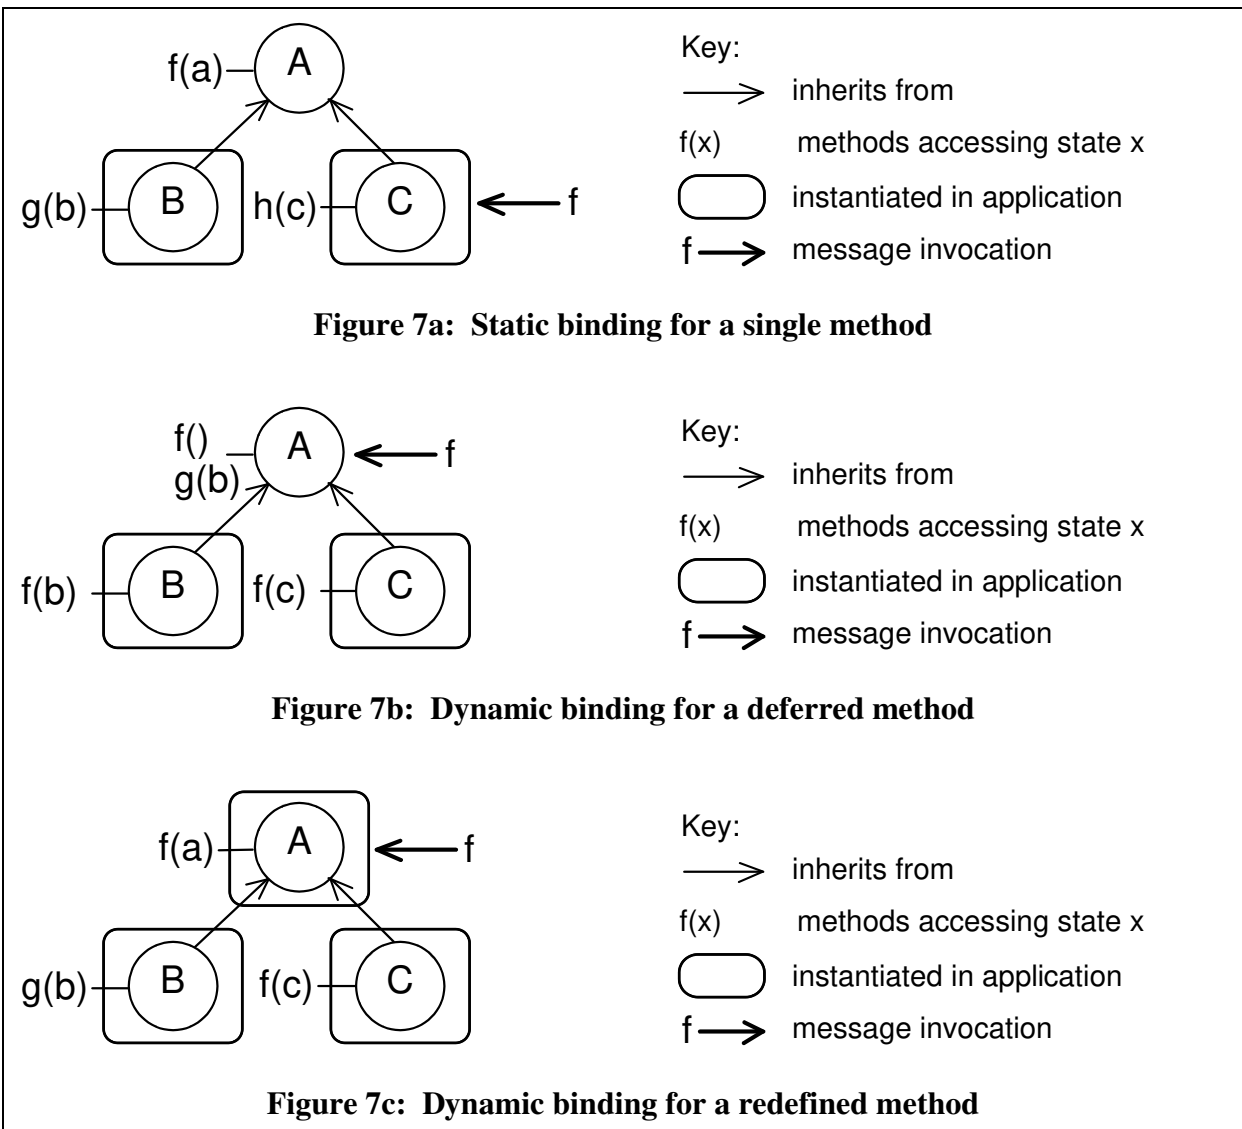 f(a) A
g(b) B h(c) C f
Key:
inherits from
f(x) methods accessing state x
instantiated in application
f message invocation
Figure 7a: Static binding for a single method
f()
g(b) A f
f(b) B f(c) C
Key:
inherits from
f(x) methods accessing state x
instantiated in application
f message invocation
Figure 7b: Dynamic binding for a deferred method
f(a) A f
g(b) B f(c) C
Key:
inherits from
f(x) methods accessing state x
instantiated in application
f message invocation
Figure 7c: Dynamic binding for a redefined method